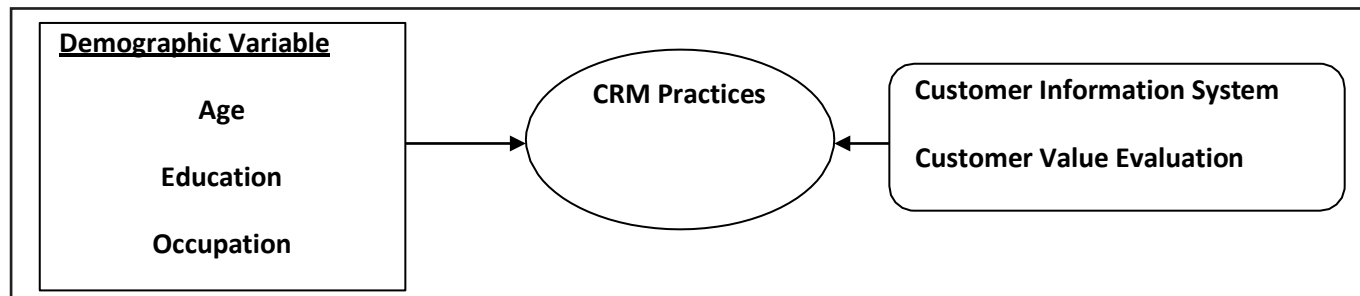 Demographic Variable
Age
Education
Occupation
CRM Practices
Customer Information System
Customer Value Evaluation